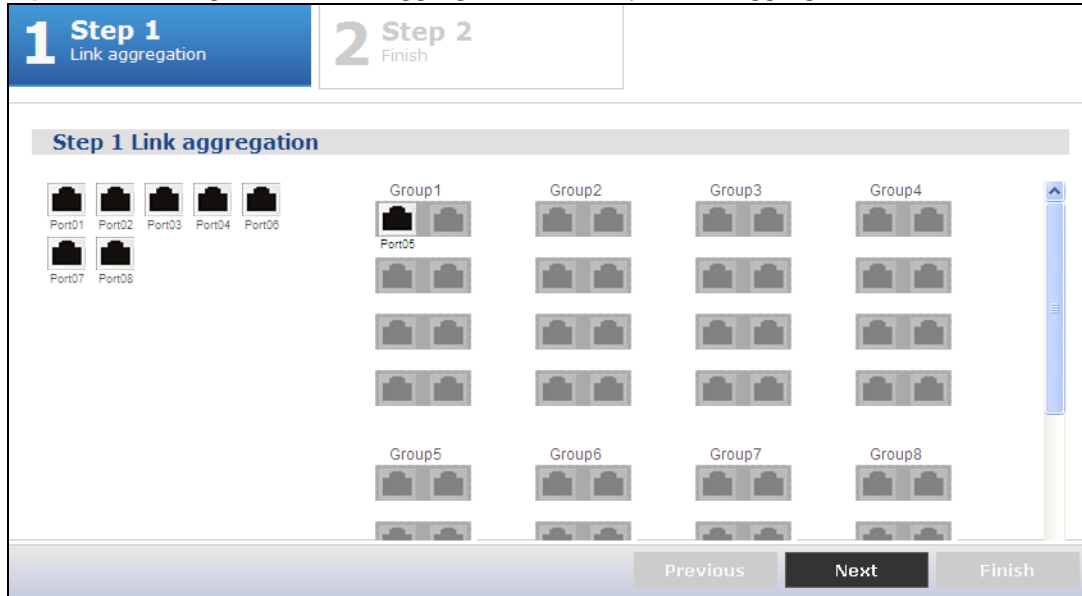 1 Step 1
Link aggregation
2 Step 2
Finish
Step 1 Link aggregation
Port01 Port02 Port03 Port04 Port06
Port07 Port08
Group1 Group2 Group3 Group4
Port05
Group5 Group6 Group7 Group8
Previous Next Finish